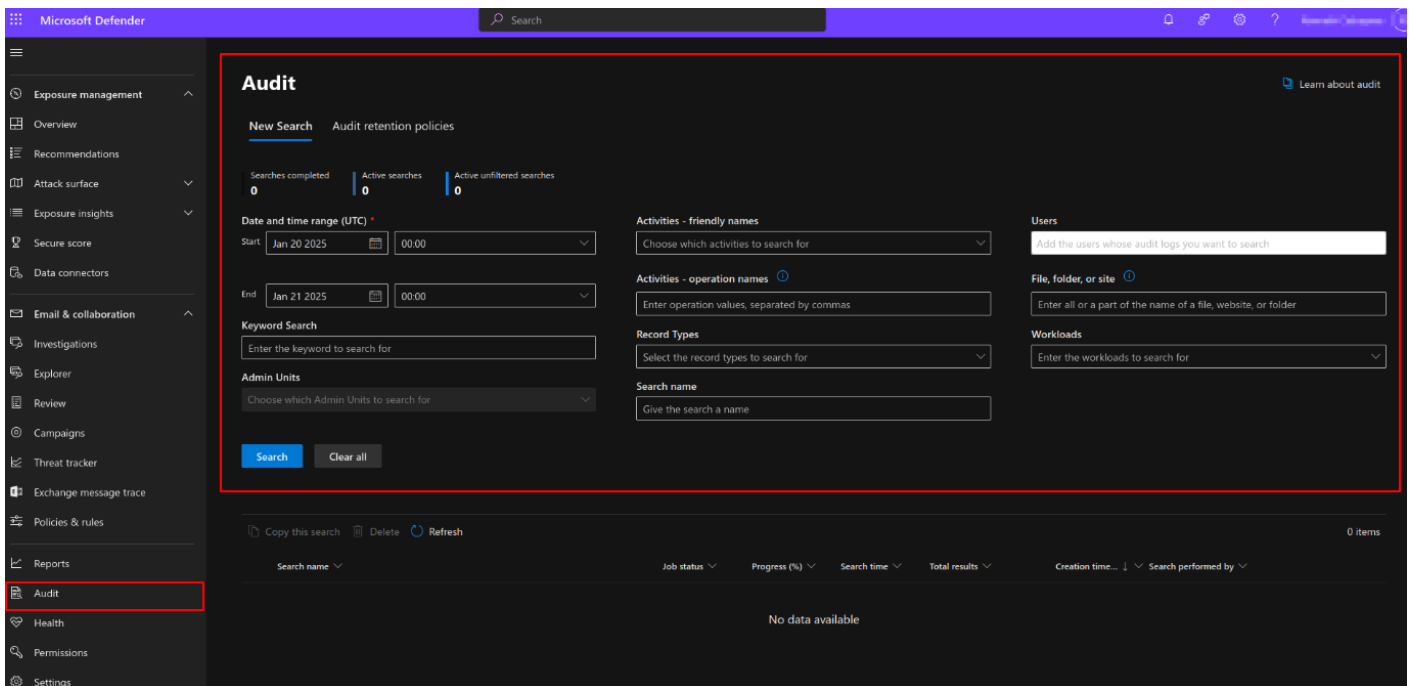 Microsoft Defender
Search
Exposure management
Overview
Recommendations
Attack surface
Exposure insights
Secure score
Data connectors
Email & collaboration
Investigations
Explorer
Review
Campaigns
Threat tracker
Exchange message trace
Policies & rules
Reports
Audit
Health
Permissions
Settings
Audit
Learn about audit
New Search Audit retention policies
Searches completed Active searches Active unfiltered searches
0 0 0
Date and time range (UTC) *
Start Jan 20 2025 00:00
End Jan 21 2025 00:00
Keyword Search
Enter the keyword to search for
Admin Units
Choose which Admin Units to search for
Activities - friendly names
Choose which activities to search for
Activities - operation names
Enter operation values, separated by commas
Record Types
Select the record types to search for
Search name
Give the search a name
Users
Add the users whose audit logs you want to search
File, folder, or site
Enter all or a part of the name of a file, website, or folder
Workloads
Enter the workloads to search for
Search Clear all
Copy this search Delete Refresh 0 items
Search name Job status Progress (%) Search time Total results Creation time... ↓ Search performed by
No data available